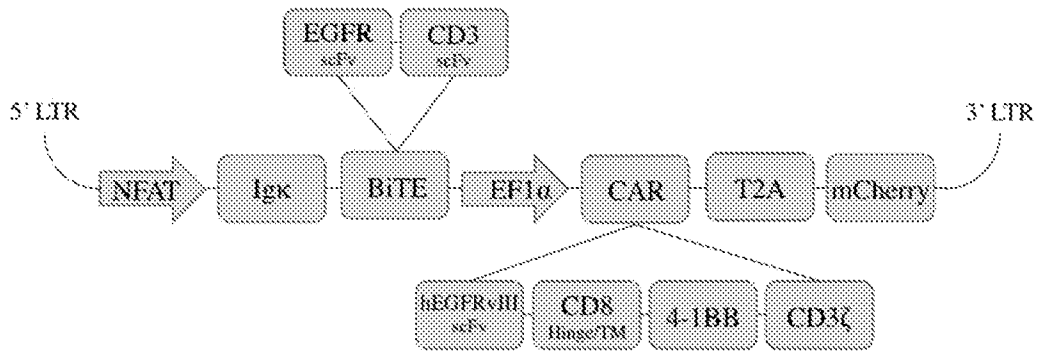 EGFR
scFv
CD3
scFv
5' LTR
3' LTR
NFAT
Igκ
BiTE
EF1α
CAR
T2A
mCherry
hEGFRvIII
scFv
CD8
Hinge/TM
4-1BB
CD3ζ